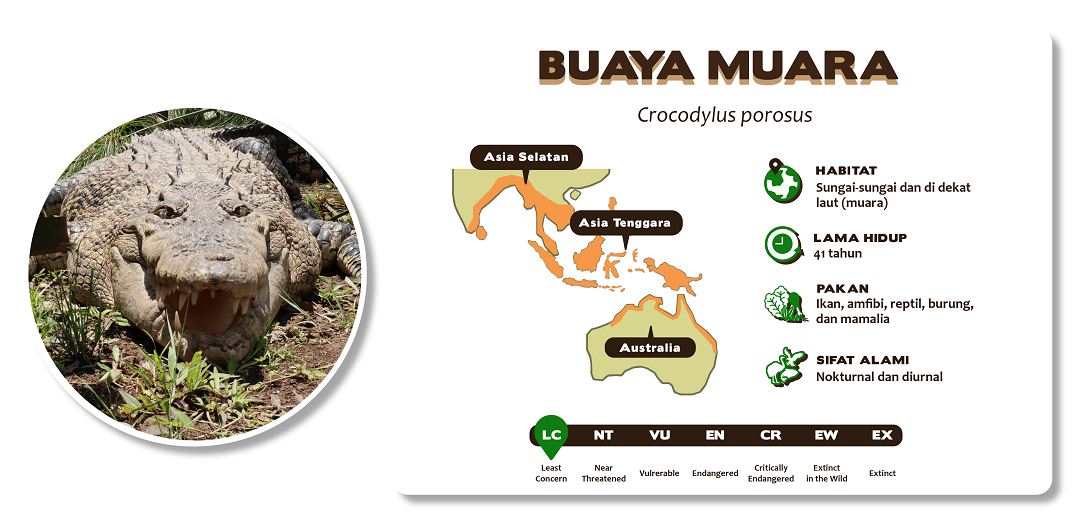 BUAYA MUARA
Crocodylus porosus
Asia Selatan
Asia Tenggara
Australia
HABITAT
Sungai-sungai dan di dekat
laut (muara)
LAMA HIDUP
41 tahun
PAKAN
Ikan, amfibi, reptil, burung,
dan mamalia
SIFAT ALAMI
Nokturnal dan diurnal
LC NT VU EN CR EW EX
Least Near Vulrerable Endangered Critically Extinct Extinct
Concern Threatened Endangered in the Wild